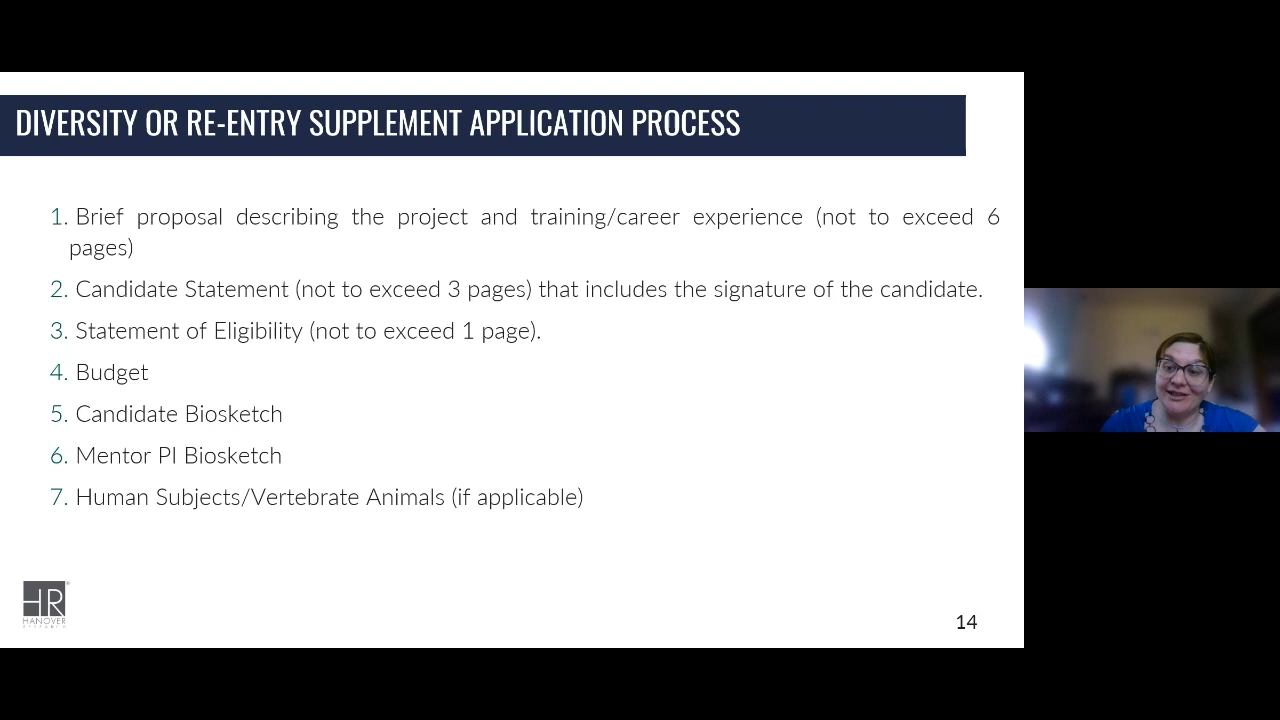 DIVERSITY OR RE-ENTRY SUPPLEMENT APPLICATION PROCESS
1. Brief proposal describing the project and training/career experience (not to exceed 6
pages)
2. Candidate Statement (not to exceed 3 pages) that includes the signature of the candidate.
3. Statement of Eligibility (not to exceed 1 page).
4. Budget
5. Candidate Biosketch
6. Mentor PI Biosketch
7. Human Subjects/Vertebrate Animals (if applicable)
HR
HANOVER
RESEARCH
14